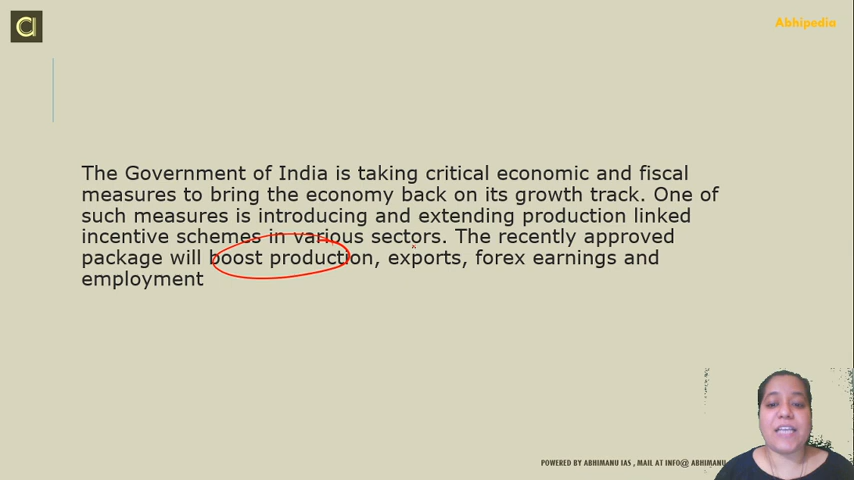 Abhipedia
The Government of India is taking critical economic and fiscal
measures to bring the economy back on its growth track. One of
such measures is introducing and extending production linked
incentive schemes in various sectors. The recently approved
package will boost production, exports, forex earnings and
employment
POWERED BY ABHIMANU IAS , MAIL AT INFO@ ABHIMANU